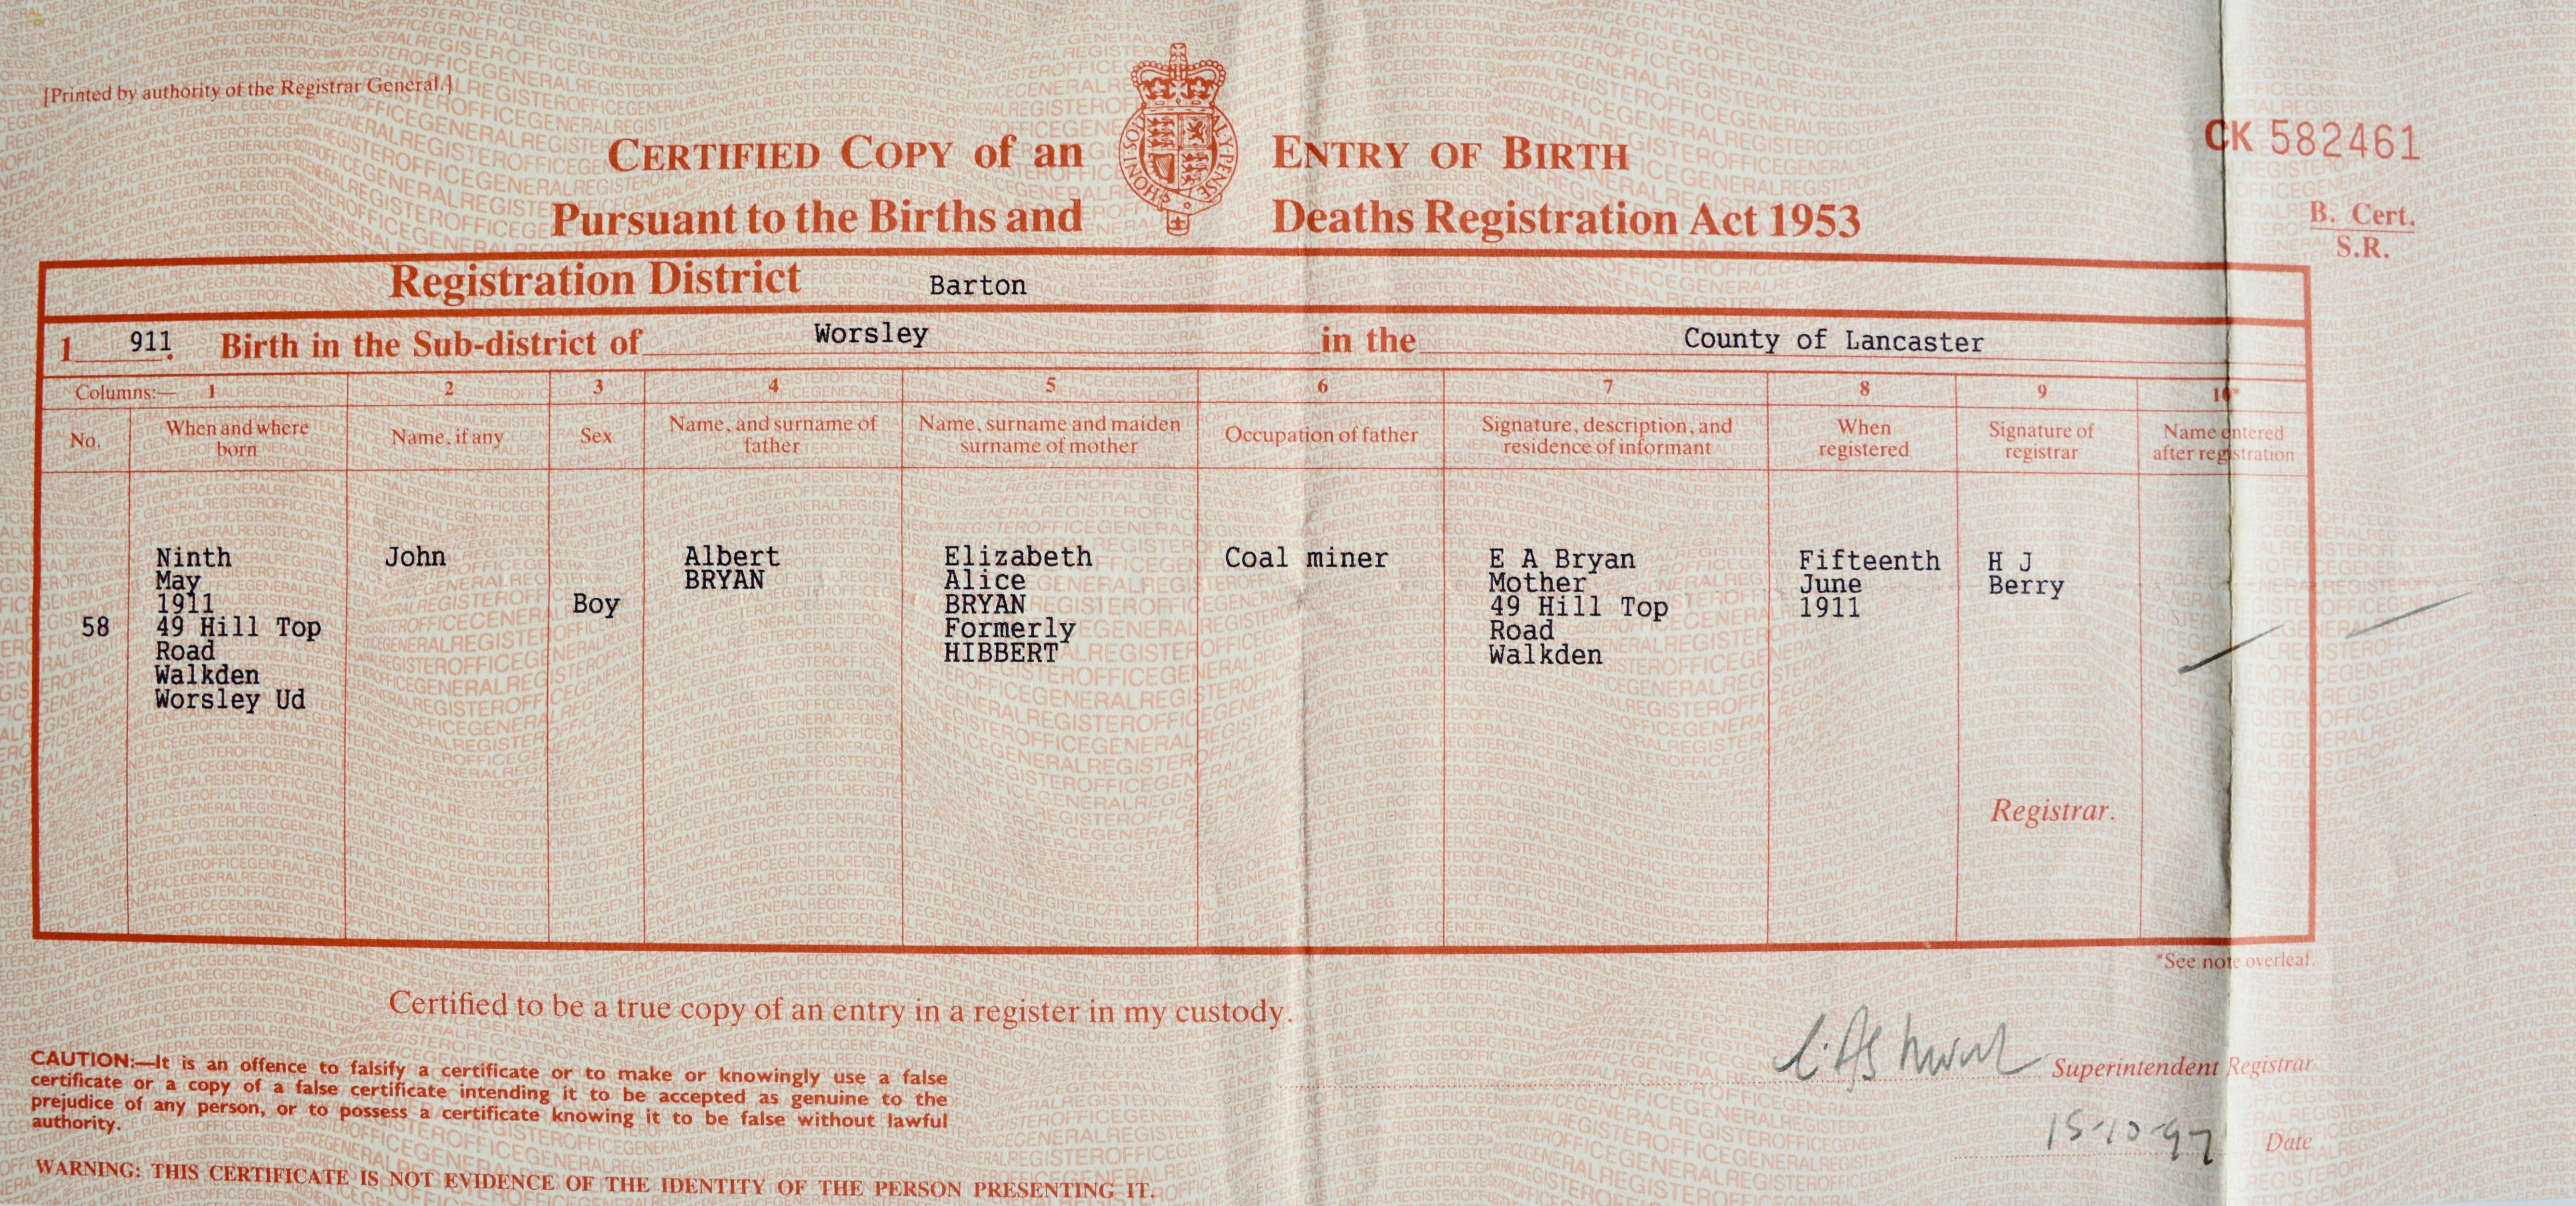 [Printed by authority of the Registrar General.]
CERTIFIED COPY of an ENTRY OF BIRTH
Pursuant to the Births and Deaths Registration Act 1953
HONI SOIT QUI MAL Y PENSE
CK 582461
B. Cert.
S.R.
Registration District Barton
1 911. Birth in the Sub-district of Worsley in the County of Lancaster
Columns:— 1 2 3 4 5 6 7 8 9 10*
No.
When and where
born
Name, if any
Sex
Name, and surname of
father
Name, surname and maiden
surname of mother
Occupation of father
Signature, description, and
residence of informant
When
registered
Signature of
registrar
Name entered
after registration
58
Ninth
May
1911
49 Hill Top
Road
Walkden
Worsley Ud
John
Boy
Albert
BRYAN
Elizabeth
Alice
BRYAN
Formerly
HIBBERT
Coal miner
E A Bryan
Mother
49 Hill Top
Road
Walkden
Fifteenth
June
1911
H J
Berry
Registrar.
*See note overleaf.
Certified to be a true copy of an entry in a register in my custody.
Superintendent Registrar
15-10-97 Date
CAUTION:—It is an offence to falsify a certificate or to make or knowingly use a false
certificate or a copy of a false certificate intending it to be accepted as genuine to the
prejudice of any person, or to possess a certificate knowing it to be false without lawful
authority.
WARNING: THIS CERTIFICATE IS NOT EVIDENCE OF THE IDENTITY OF THE PERSON PRESENTING IT.